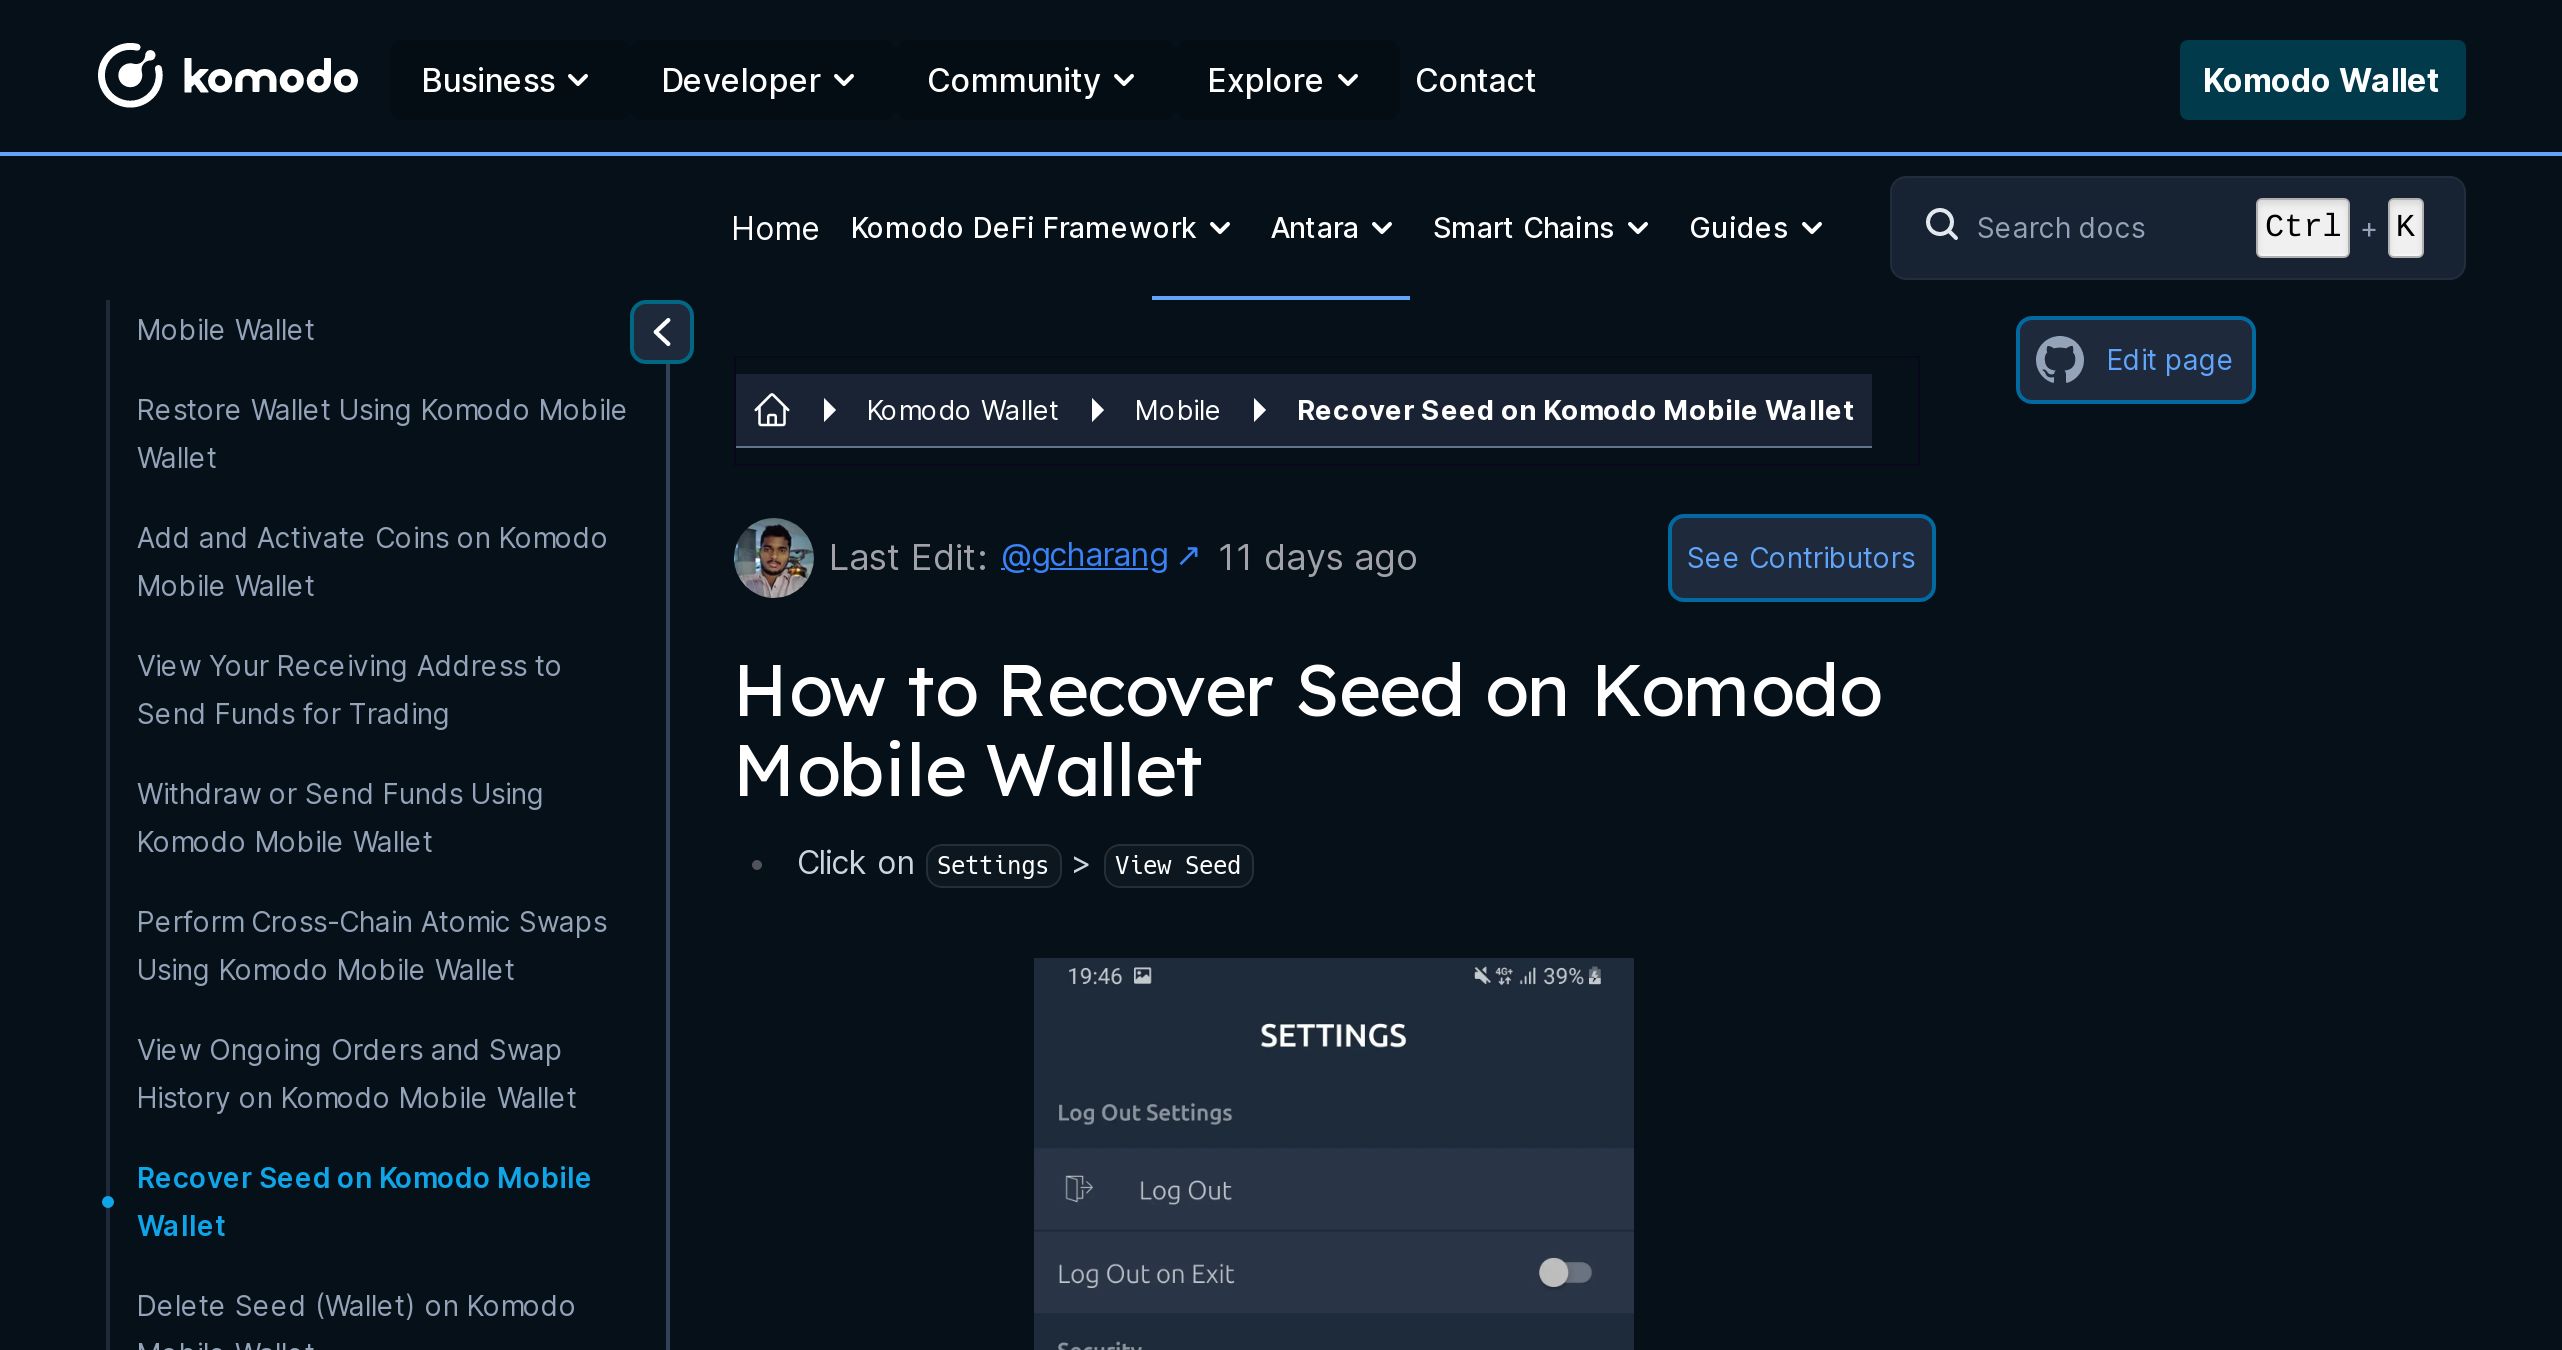 komodo
Business
Developer
Community
Explore
Contact
Komodo Wallet
Home
Komodo DeFi Framework
Antara
Smart Chains
Guides
Search docs
Ctrl + K
Mobile Wallet
Restore Wallet Using Komodo Mobile
Wallet
Add and Activate Coins on Komodo
Mobile Wallet
View Your Receiving Address to
Send Funds for Trading
Withdraw or Send Funds Using
Komodo Mobile Wallet
Perform Cross-Chain Atomic Swaps
Using Komodo Mobile Wallet
View Ongoing Orders and Swap
History on Komodo Mobile Wallet
Recover Seed on Komodo Mobile
Wallet
Delete Seed (Wallet) on Komodo
Mobile Wallet
Komodo Wallet
Mobile
Recover Seed on Komodo Mobile Wallet
Edit page
Last Edit: @gcharang ↗ 11 days ago
See Contributors
How to Recover Seed on Komodo
Mobile Wallet
Click on Settings > View Seed
19:46
4G+
39%
SETTINGS
Log Out Settings
Log Out
Log Out on Exit
Security